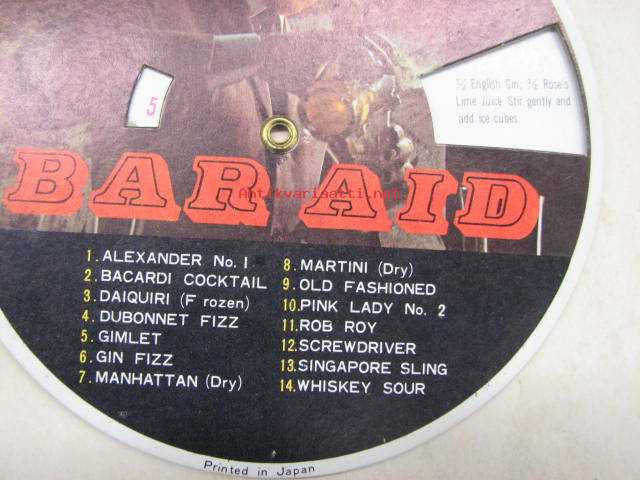 5
½ English Gin, ½ Rose's
Lime Juice Stir gently and
add ice cubes.
Antikvariaatti.net
BAR AID
1. ALEXANDER No. 1
2. BACARDI COCKTAIL
3. DAIQUIRI (F rozen)
4. DUBONNET FIZZ
5. GIMLET
6. GIN FIZZ
7. MANHATTAN (Dry)
8. MARTINI (Dry)
9. OLD FASHIONED
10. PINK LADY No. 2
11. ROB ROY
12. SCREWDRIVER
13. SINGAPORE SLING
14. WHISKEY SOUR
Printed in Japan